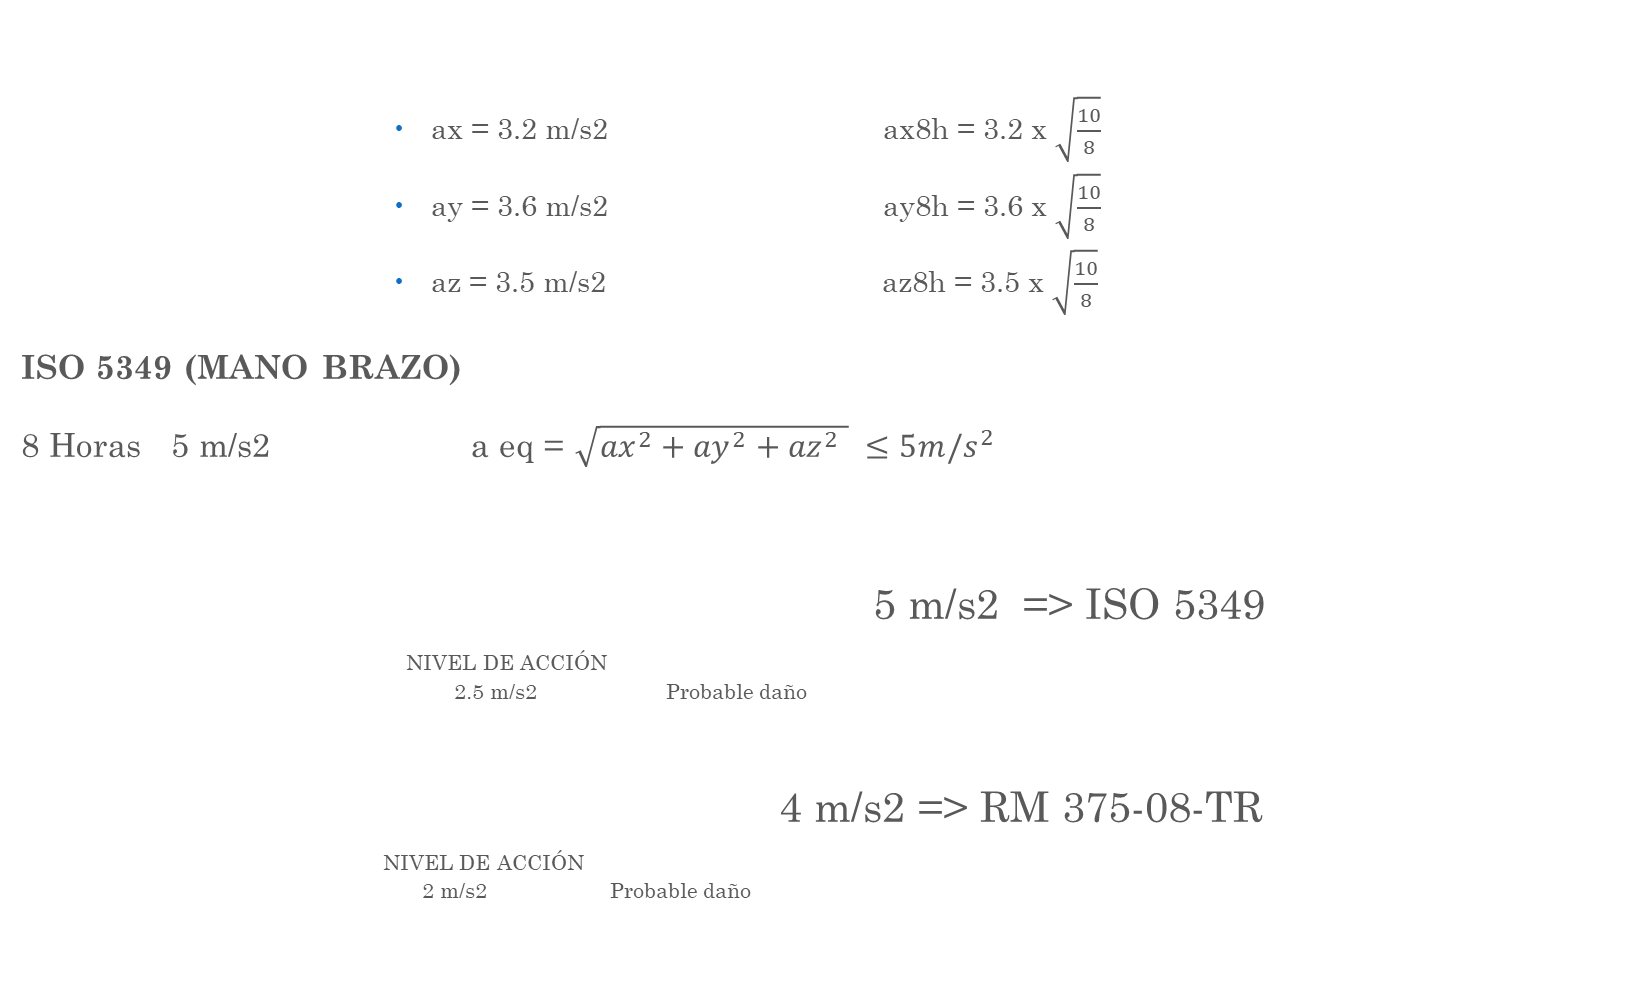 • ax = 3.2 m/s2 ax8h = 3.2 x √(10/8)
• ay = 3.6 m/s2 ay8h = 3.6 x √(10/8)
• az = 3.5 m/s2 az8h = 3.5 x √(10/8)
ISO 5349 (MANO BRAZO)
8 Horas 5 m/s2 a eq = √(ax² + ay² + az²) ≤ 5m/s²
5 m/s2 => ISO 5349
NIVEL DE ACCIÓN
2.5 m/s2 Probable daño
4 m/s2 => RM 375-08-TR
NIVEL DE ACCIÓN
2 m/s2 Probable daño